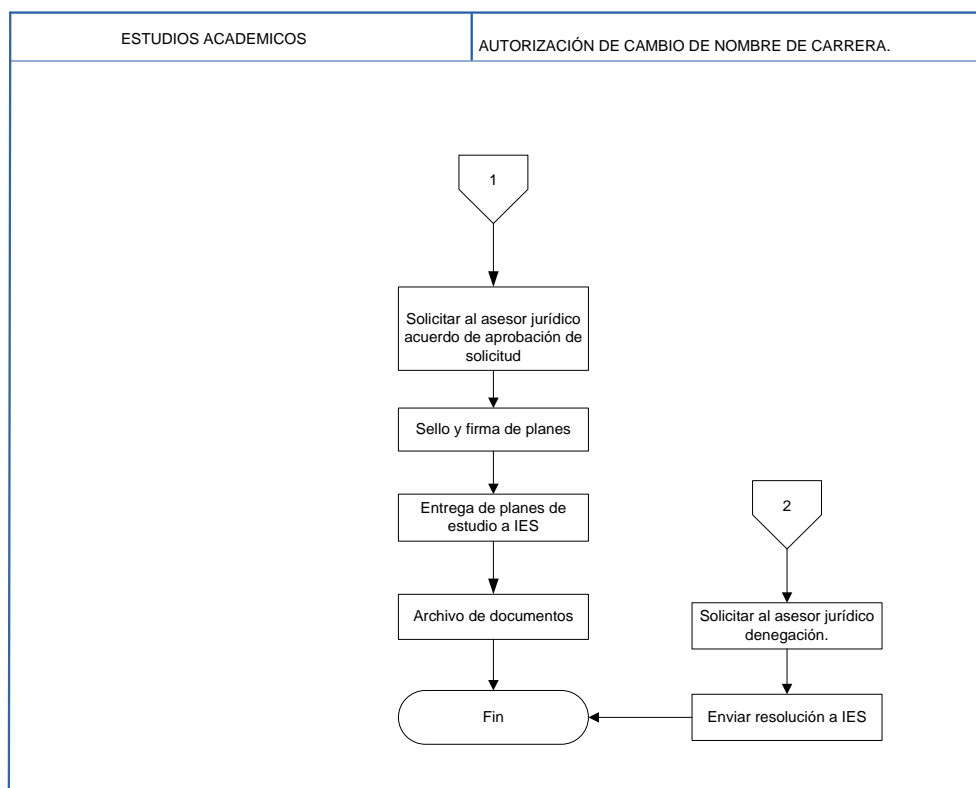 ESTUDIOS ACADEMICOS
AUTORIZACIÓN DE CAMBIO DE NOMBRE DE CARRERA.
1
Solicitar al asesor jurídico
acuerdo de aprobación de
solicitud
Sello y firma de planes
Entrega de planes de
estudio a IES
Archivo de documentos
Fin
2
Solicitar al asesor jurídico
denegación.
Enviar resolución a IES